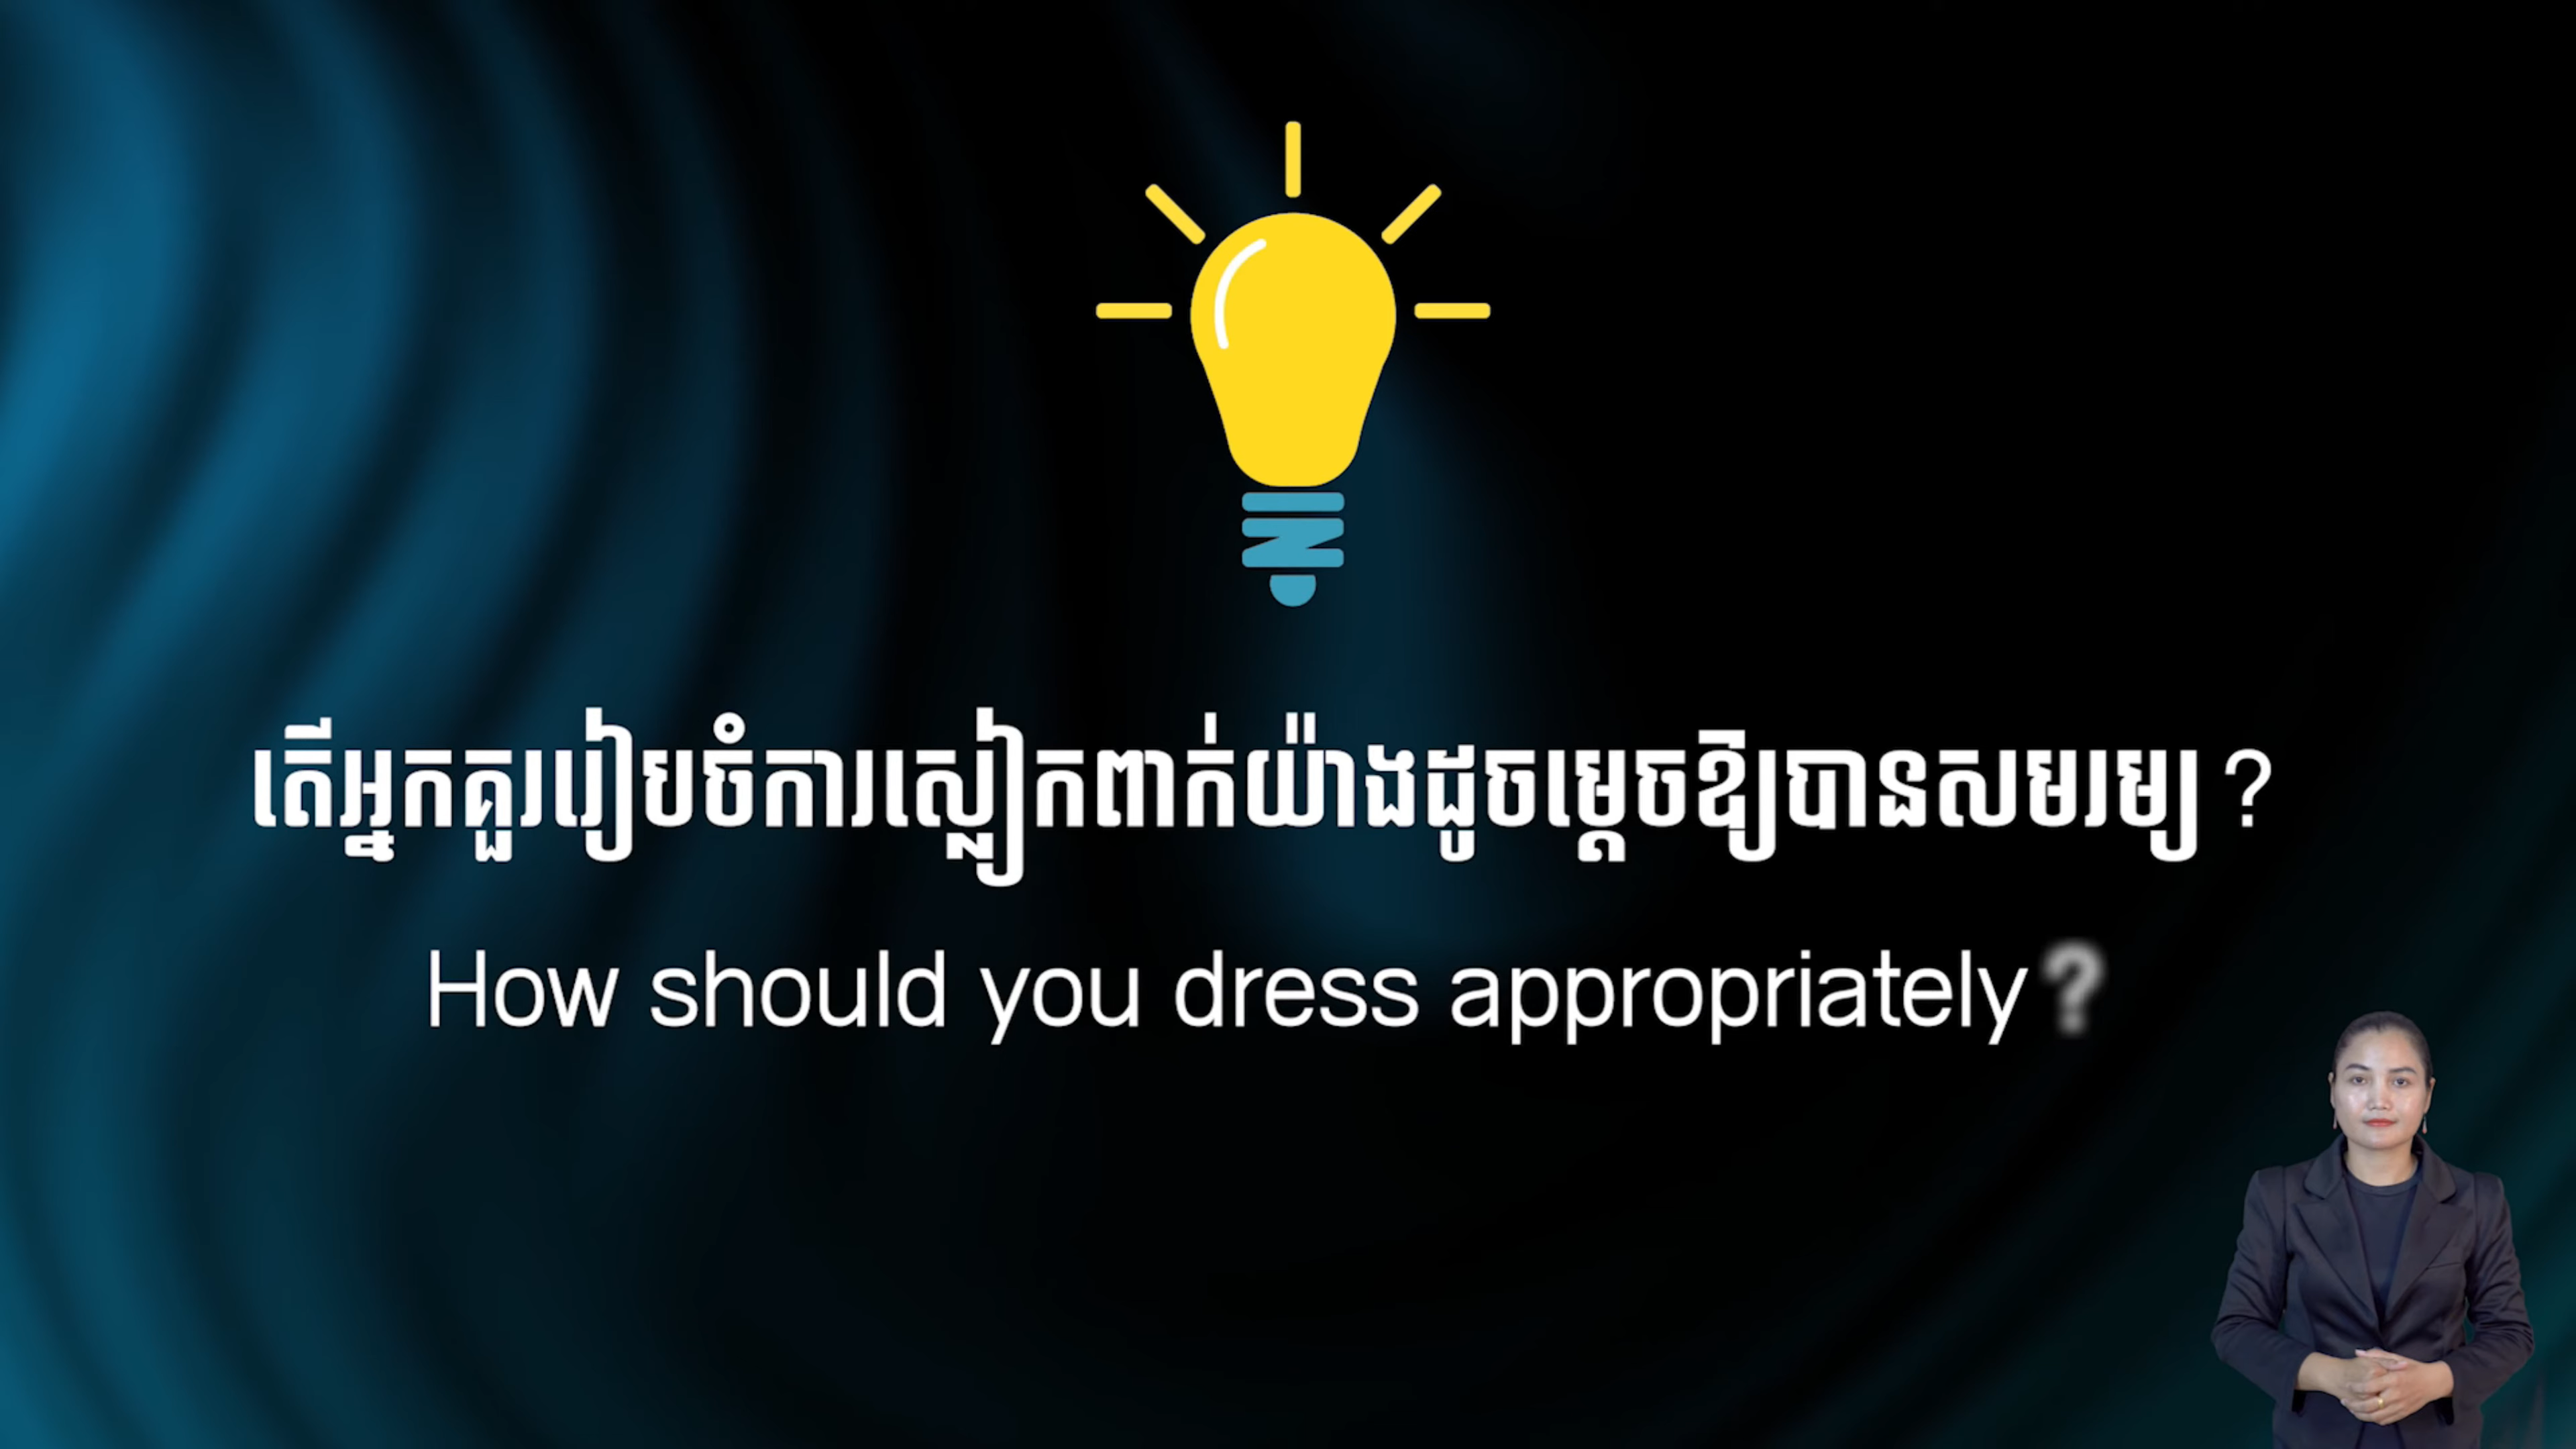 តើអ្នកគួររៀបចំការស្លៀកពាក់យ៉ាងដូចម្ដេចឱ្យបានសមរម្យ?
How should you dress appropriately?